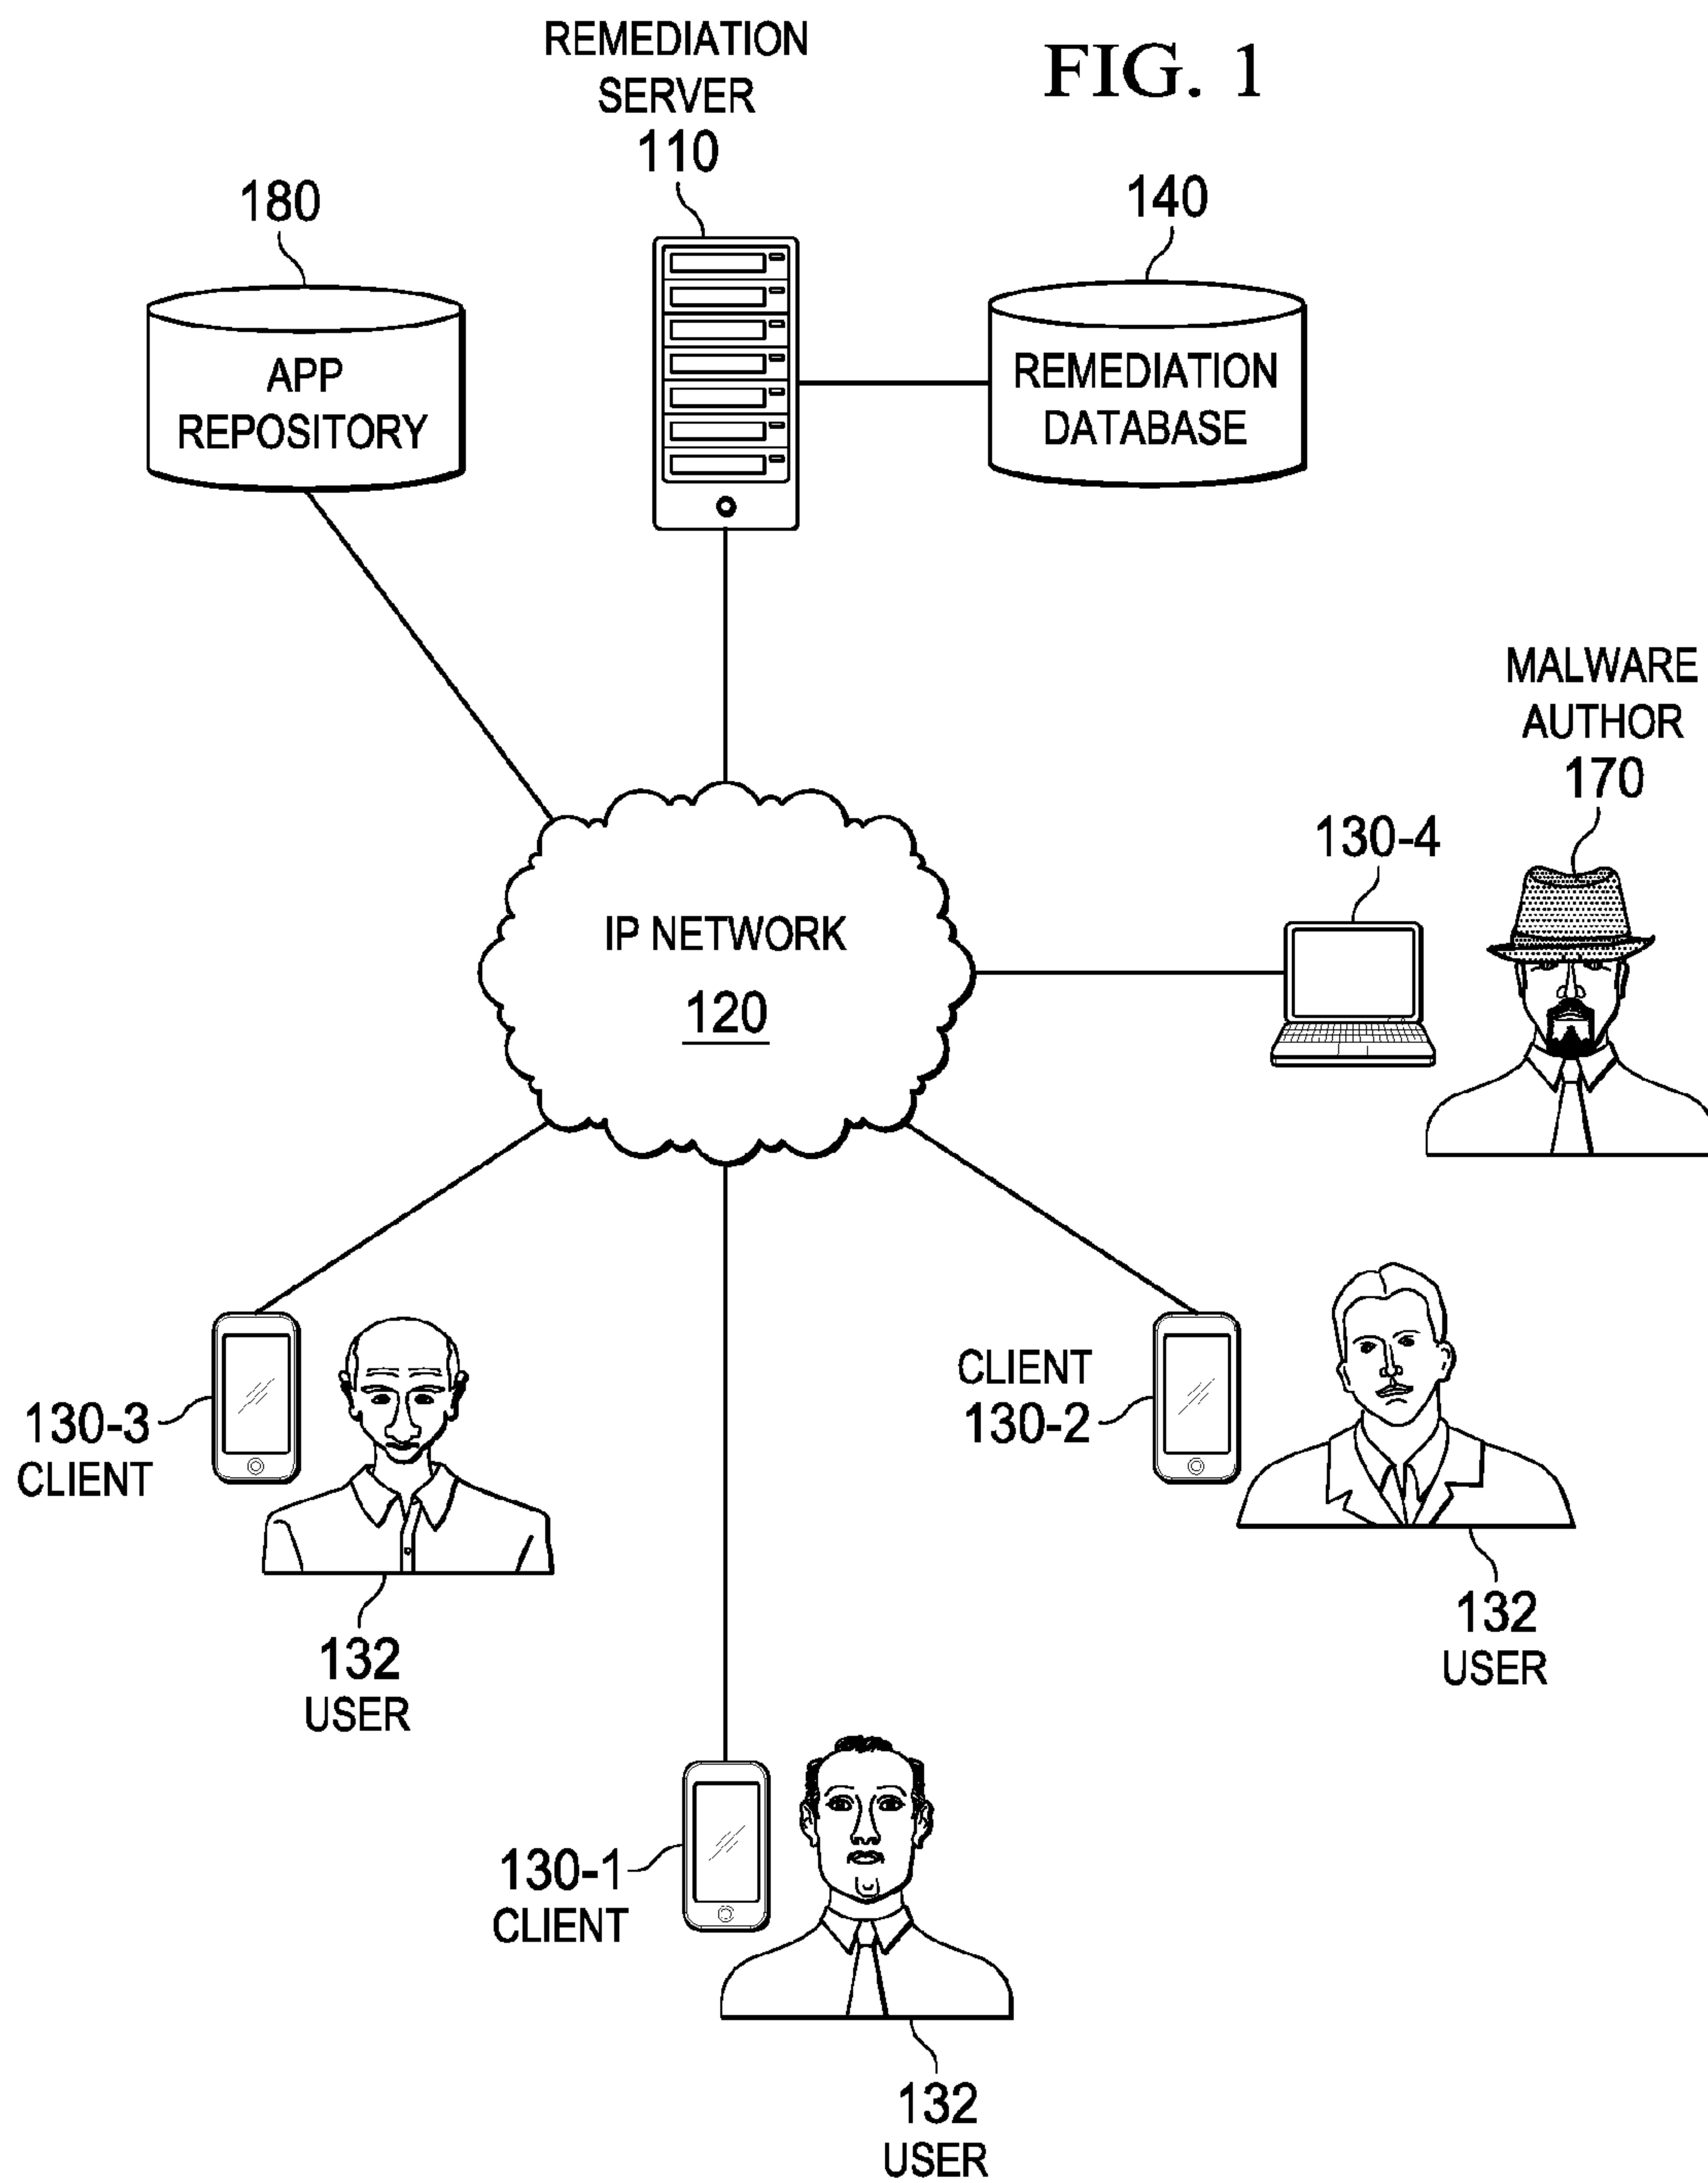 REMEDIATION
SERVER
110
FIG. 1
180
140
APP
REPOSITORY
REMEDIATION
DATABASE
MALWARE
AUTHOR
170
130-4
IP NETWORK
120
CLIENT
130-2
130-3
CLIENT
132
USER
132
USER
130-1
CLIENT
132
USER